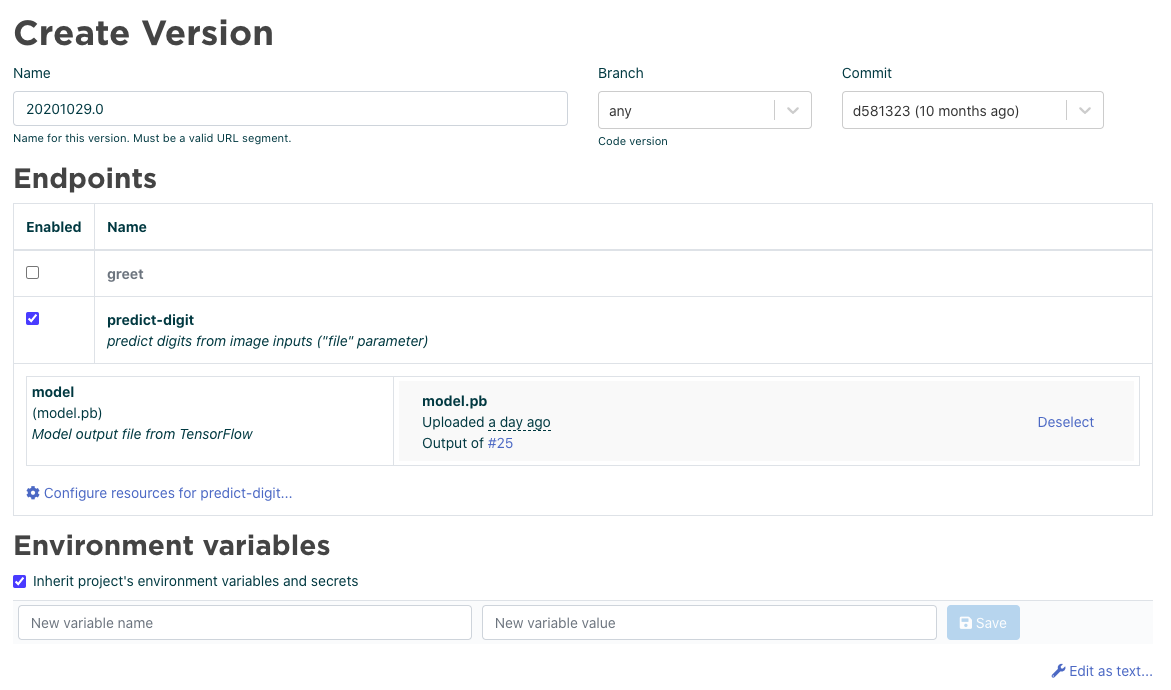 Create Version
Name
Branch
Commit
20201029.0
any
d581323 (10 months ago)
Name for this version. Must be a valid URL segment.
Code version
Endpoints
Enabled
Name
greet
predict-digit
predict digits from image inputs ("file" parameter)
model
(model.pb)
Model output file from TensorFlow
model.pb
Uploaded a day ago
Output of #25
Deselect
Configure resources for predict-digit...
Environment variables
Inherit project's environment variables and secrets
New variable name
New variable value
Save
Edit as text...